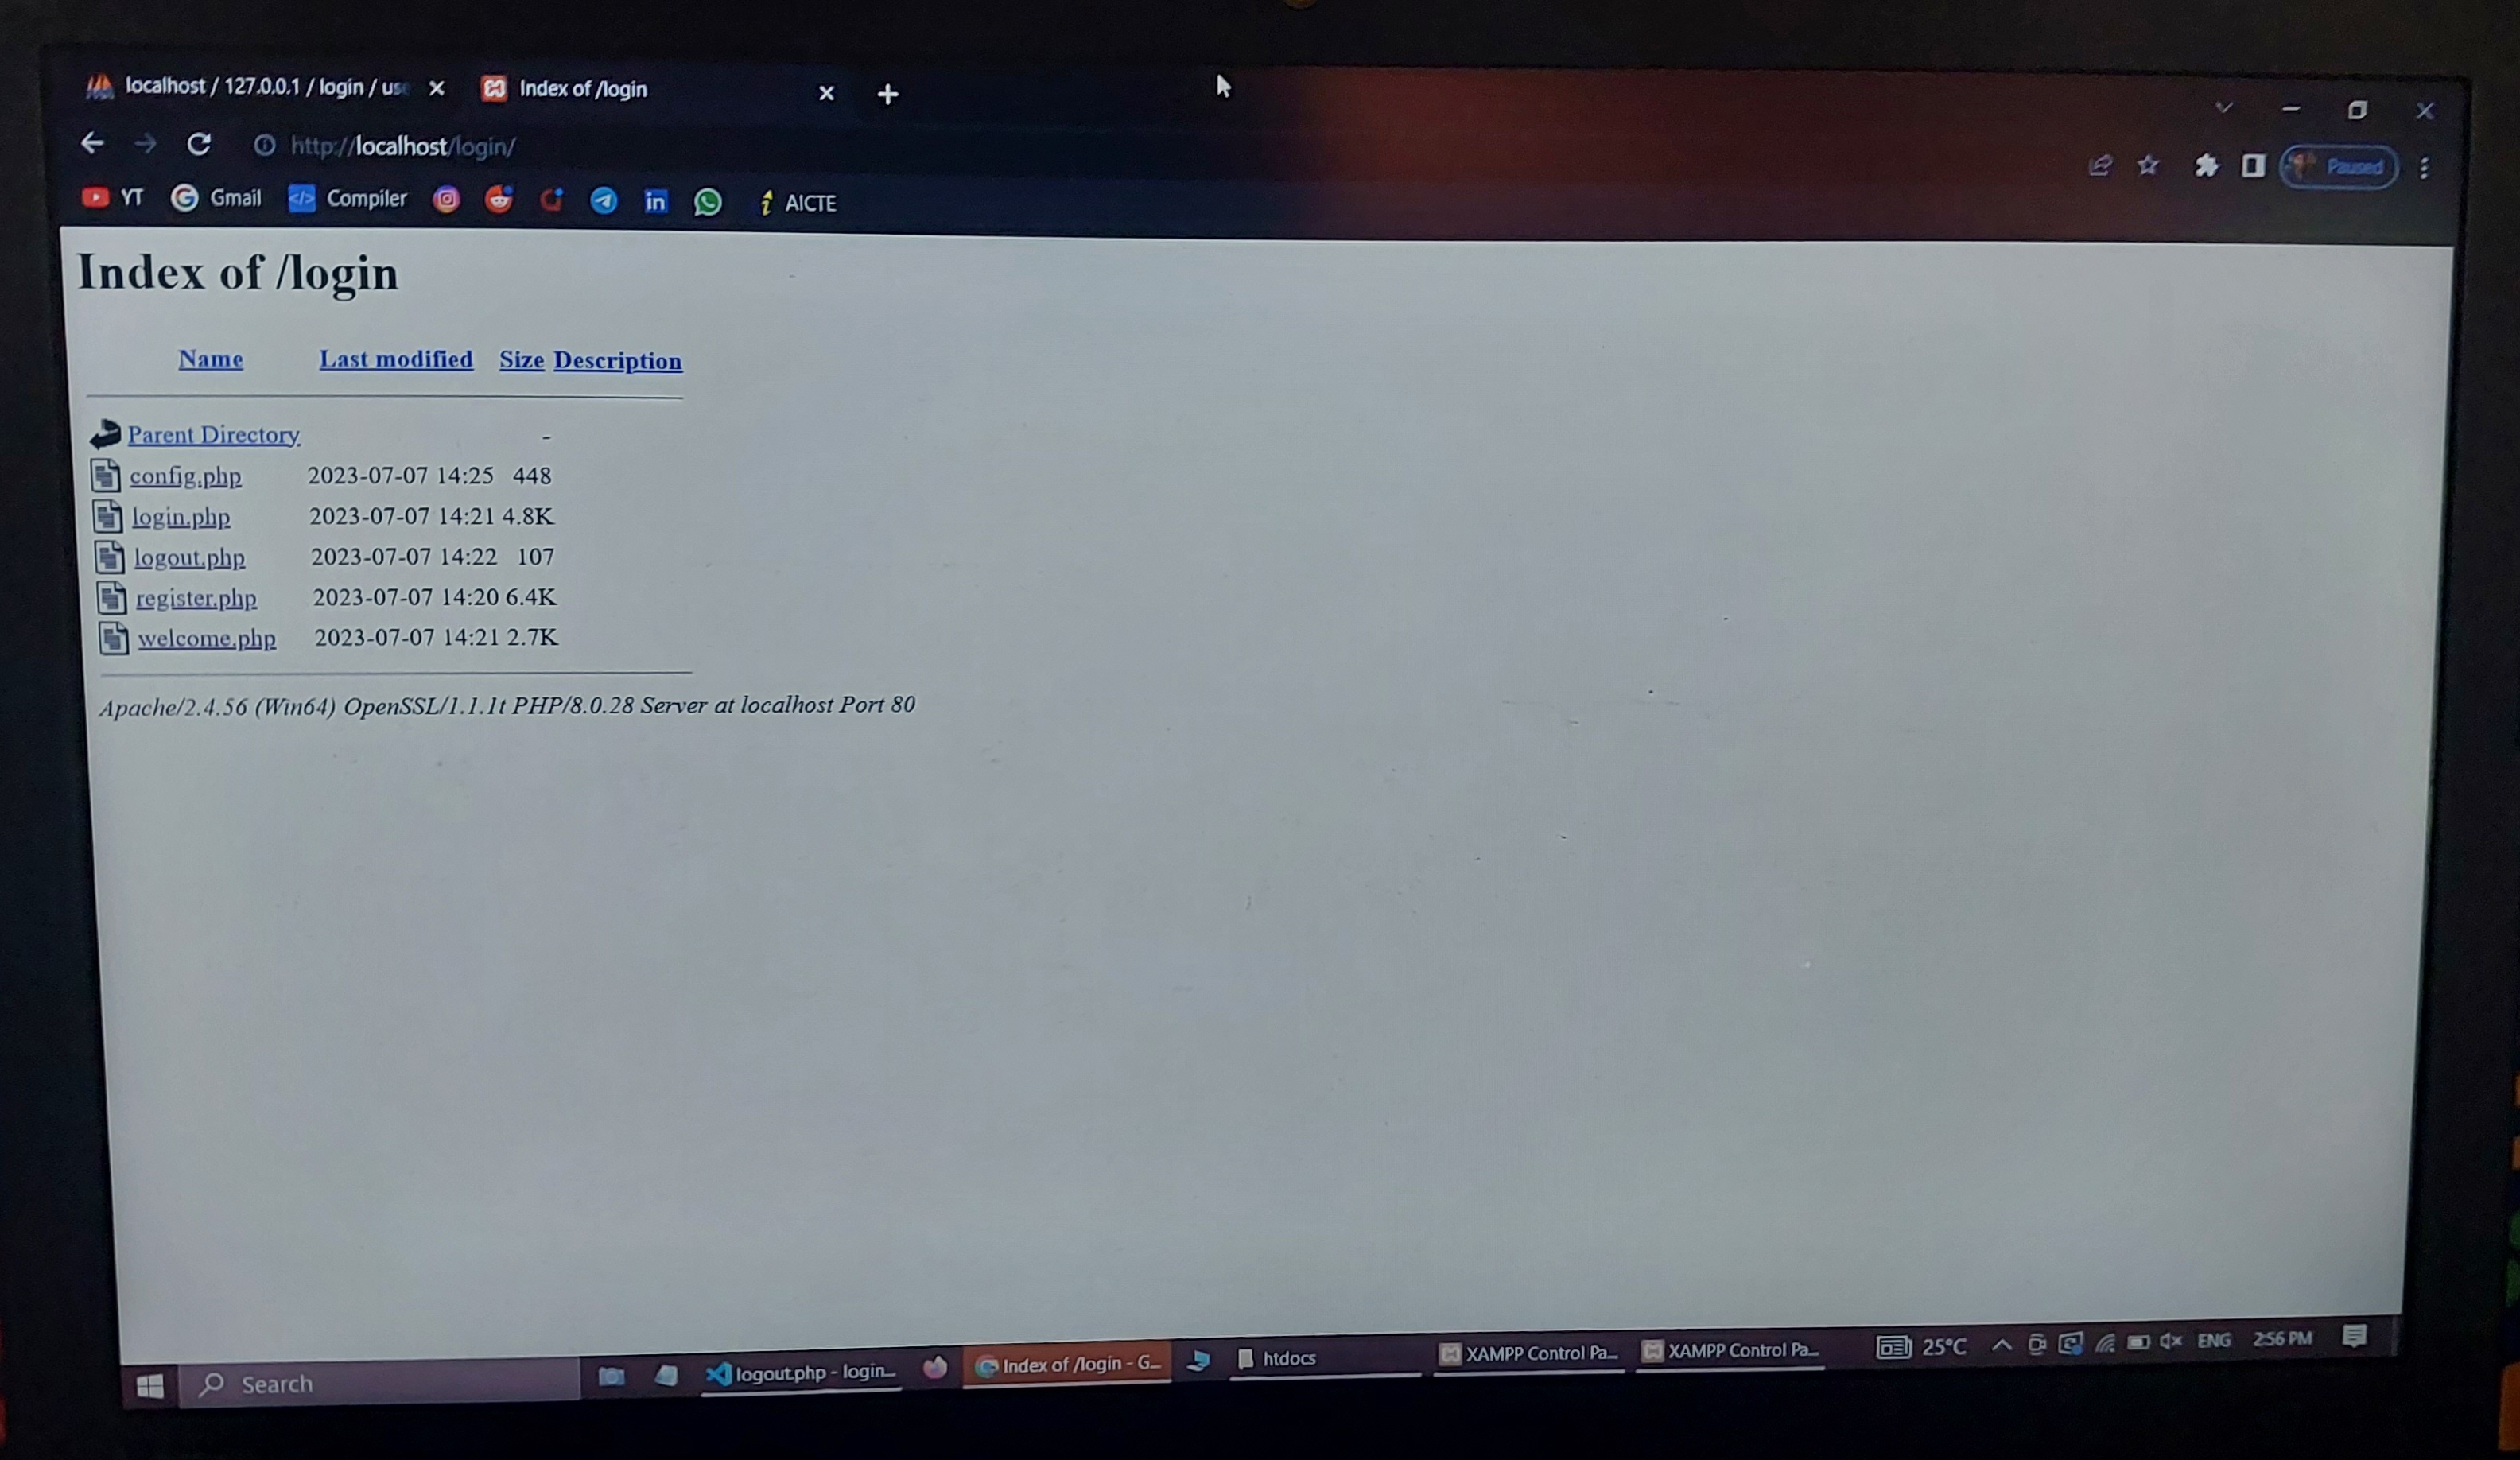 localhost / 127.0.0.1 / login / use
Index of /login
http://localhost/login/
Paused
YT Gmail Compiler AICTE
Index of /login
Name Last modified Size Description
Parent Directory -
config.php 2023-07-07 14:25 448
login.php 2023-07-07 14:21 4.8K
logout.php 2023-07-07 14:22 107
register.php 2023-07-07 14:20 6.4K
welcome.php 2023-07-07 14:21 2.7K
Apache/2.4.56 (Win64) OpenSSL/1.1.1t PHP/8.0.28 Server at localhost Port 80
Search logout.php - login... Index of /login - G... htdocs XAMPP Control Pa... XAMPP Control Pa... 25°C ENG 2:56 PM